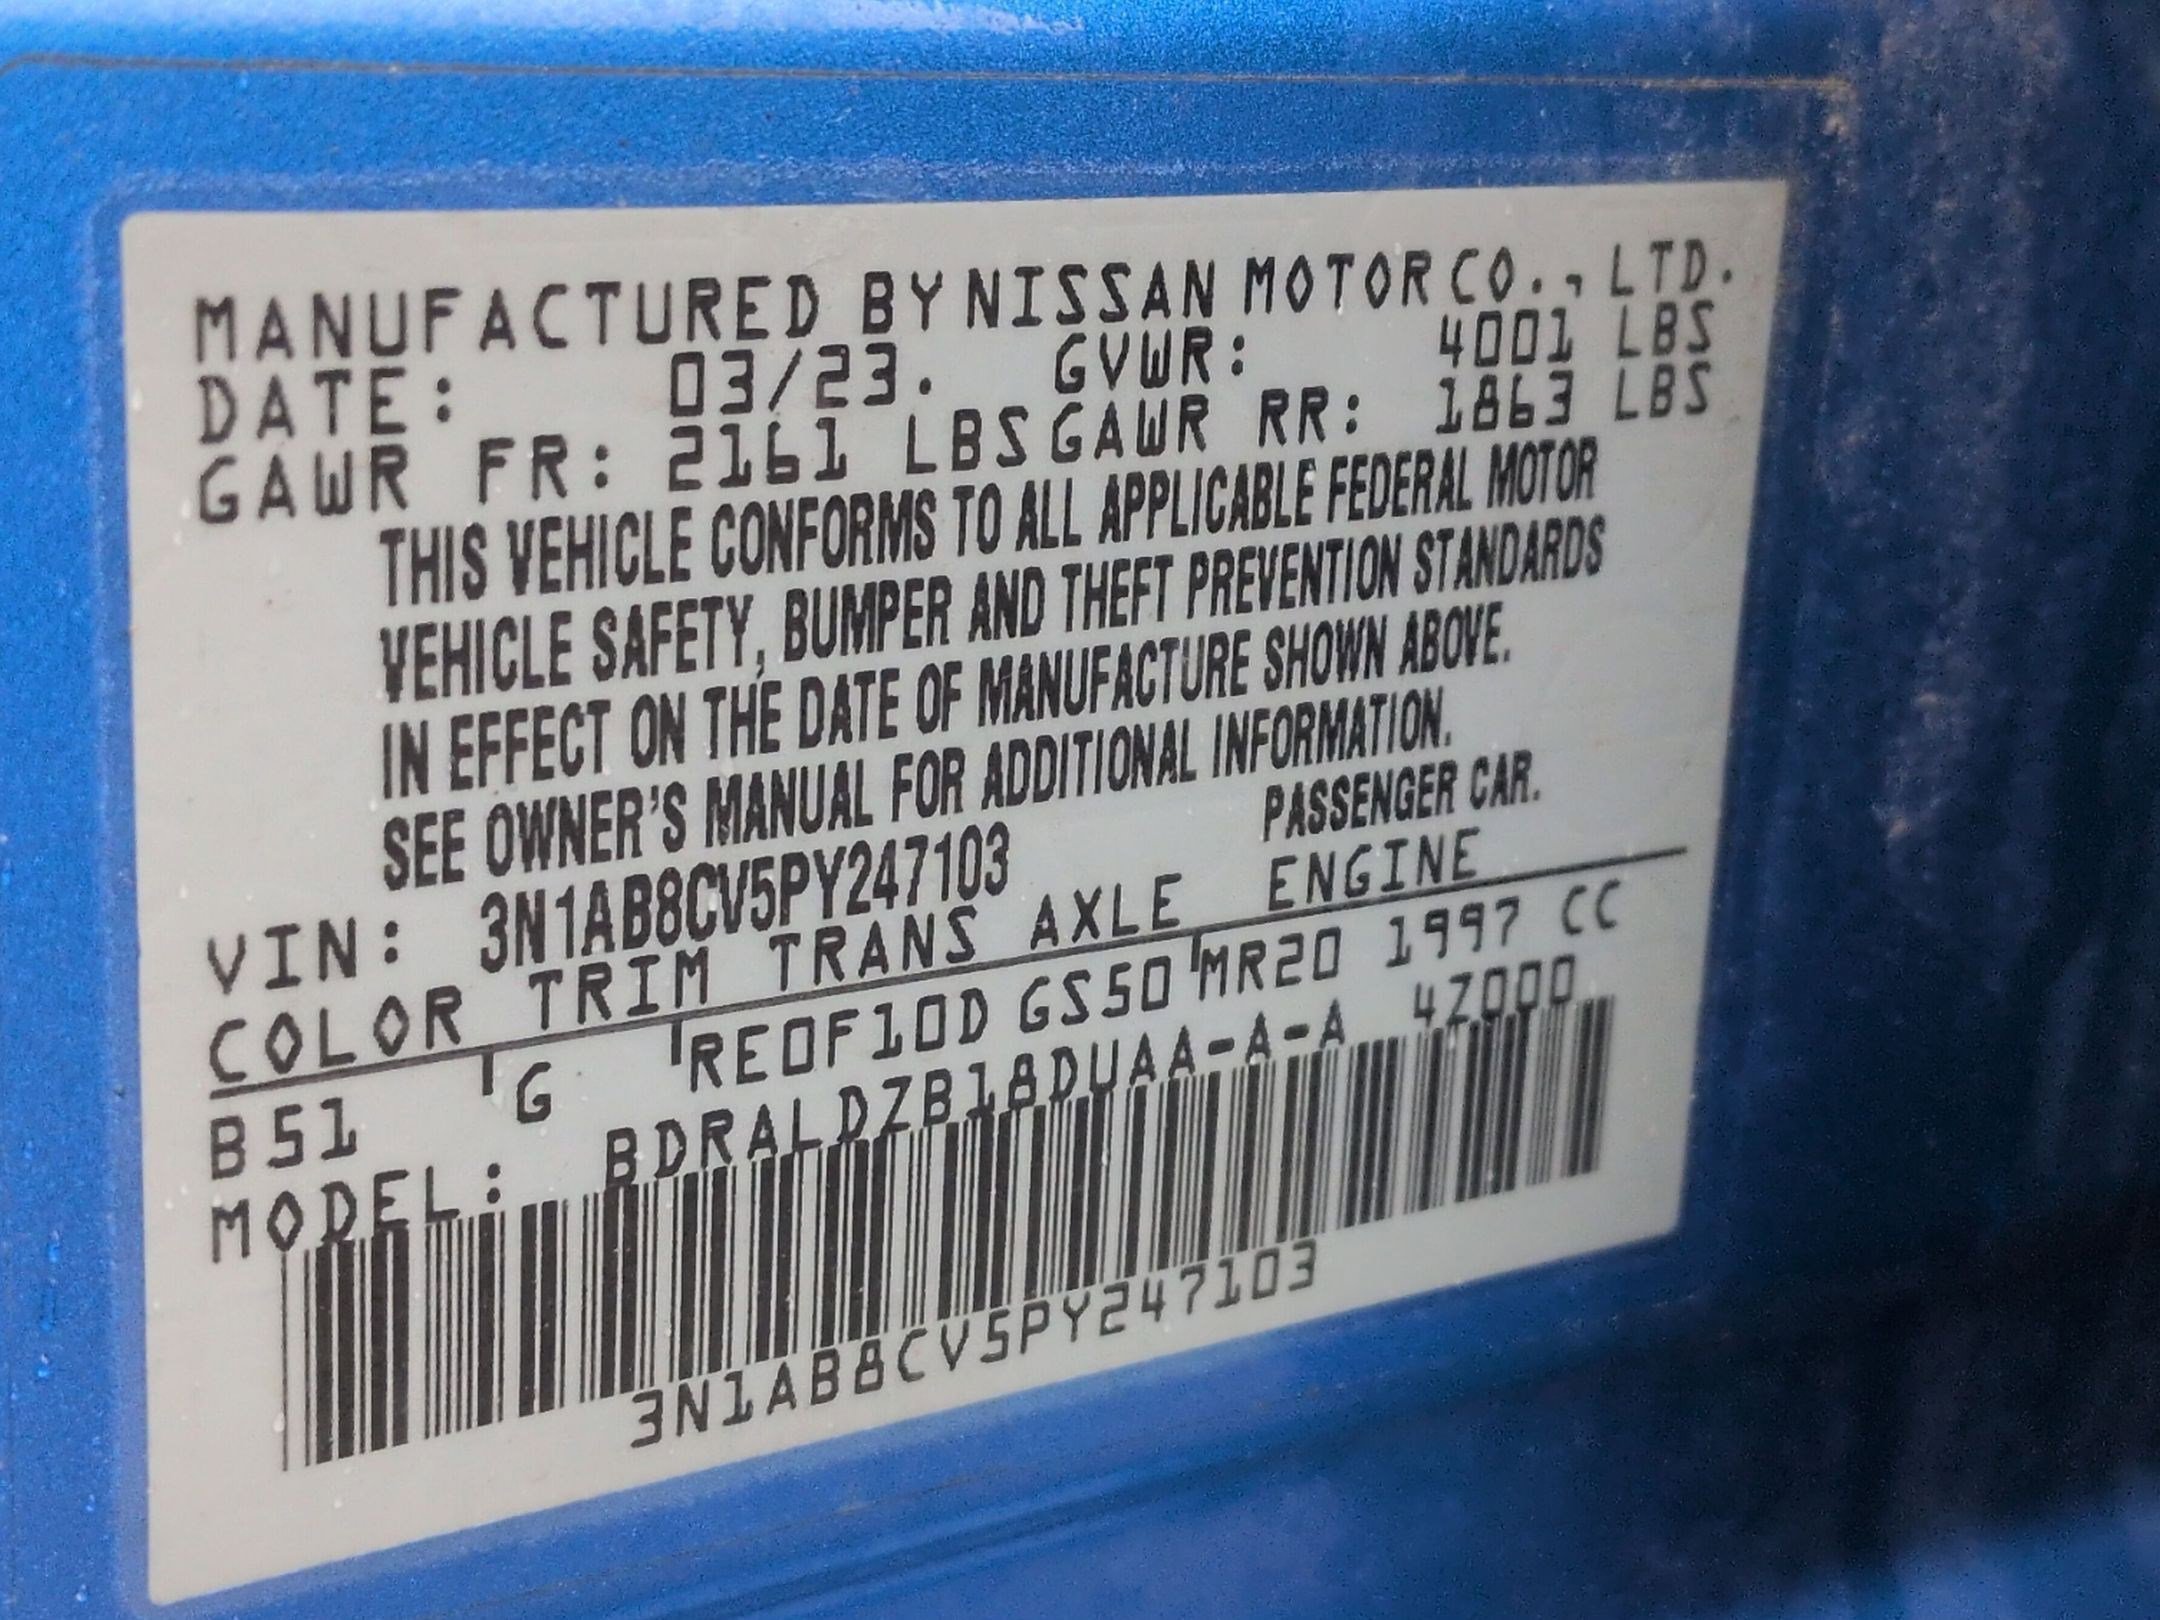 MANUFACTURED BY NISSAN MOTOR CO., LTD.
DATE: 03/23. GVWR: 4001 LBS
GAWR FR: 2161 LBS GAWR RR: 1863 LBS
THIS VEHICLE CONFORMS TO ALL APPLICABLE FEDERAL MOTOR
VEHICLE SAFETY, BUMPER AND THEFT PREVENTION STANDARDS
IN EFFECT ON THE DATE OF MANUFACTURE SHOWN ABOVE.
SEE OWNER'S MANUAL FOR ADDITIONAL INFORMATION.
VIN: 3N1AB8CV5PY247103 PASSENGER CAR.
COLOR TRIM TRANS AXLE ENGINE
B51 G RE0F10D GS50 MR20 1997 CC
MODEL: BDRALDZB18DUAA-A-A 4Z000
3N1AB8CV5PY247103